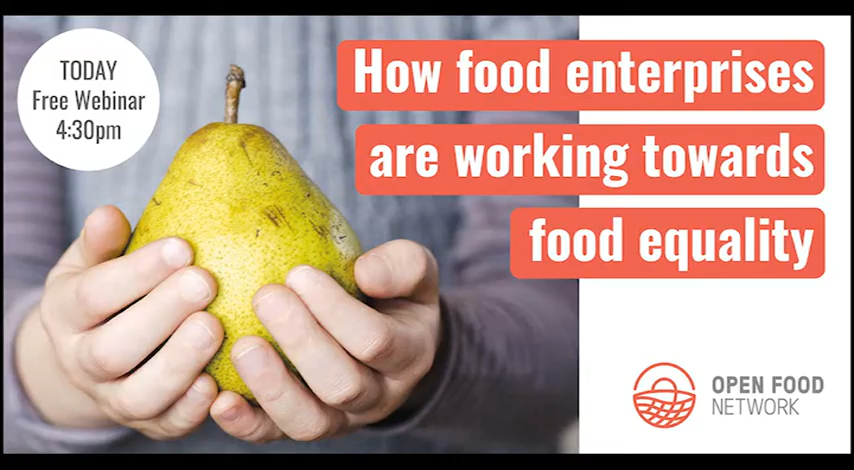 TODAY
Free Webinar
4:30pm
How food enterprises
are working towards
food equality
OPEN FOOD
NETWORK